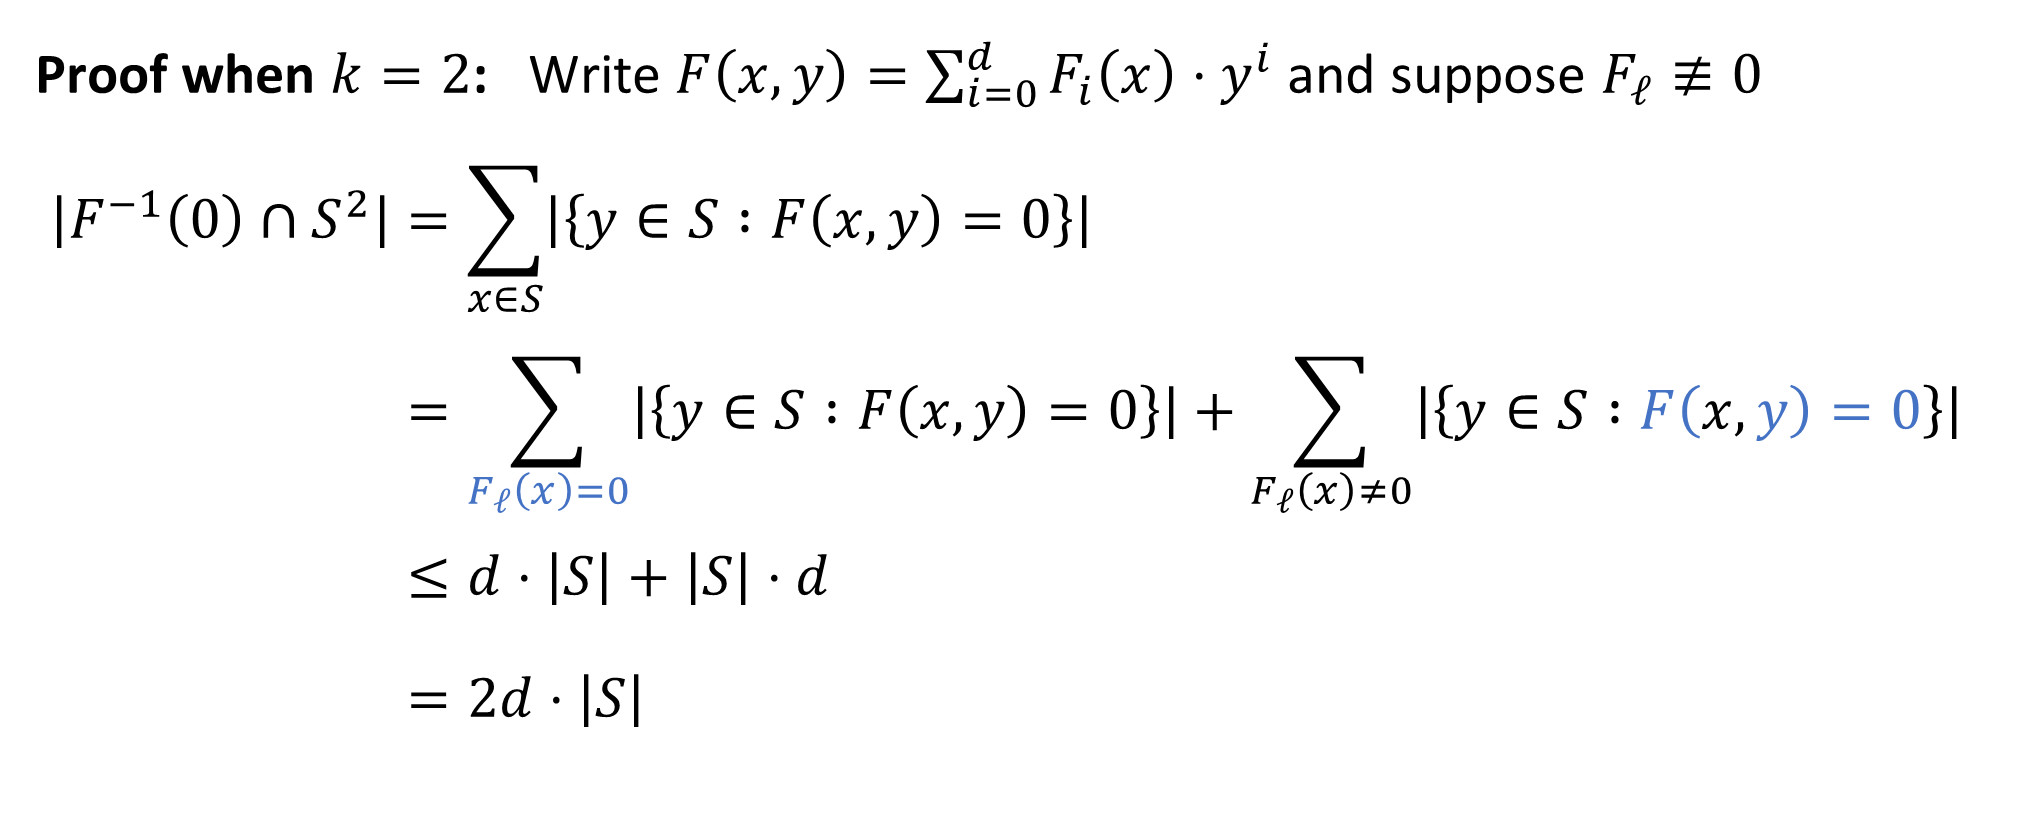 Proof when k = 2: Write F(x, y) = ∑_{i=0}^{d} F_i(x) · y^i and suppose F_ℓ ≢ 0
|F^{−1}(0) ∩ S^2| = ∑_{x∈S} |{y ∈ S : F(x, y) = 0}|
= ∑_{F_ℓ(x)=0} |{y ∈ S : F(x, y) = 0}| + ∑_{F_ℓ(x)≠0} |{y ∈ S : F(x, y) = 0}|
≤ d · |S| + |S| · d
= 2d · |S|